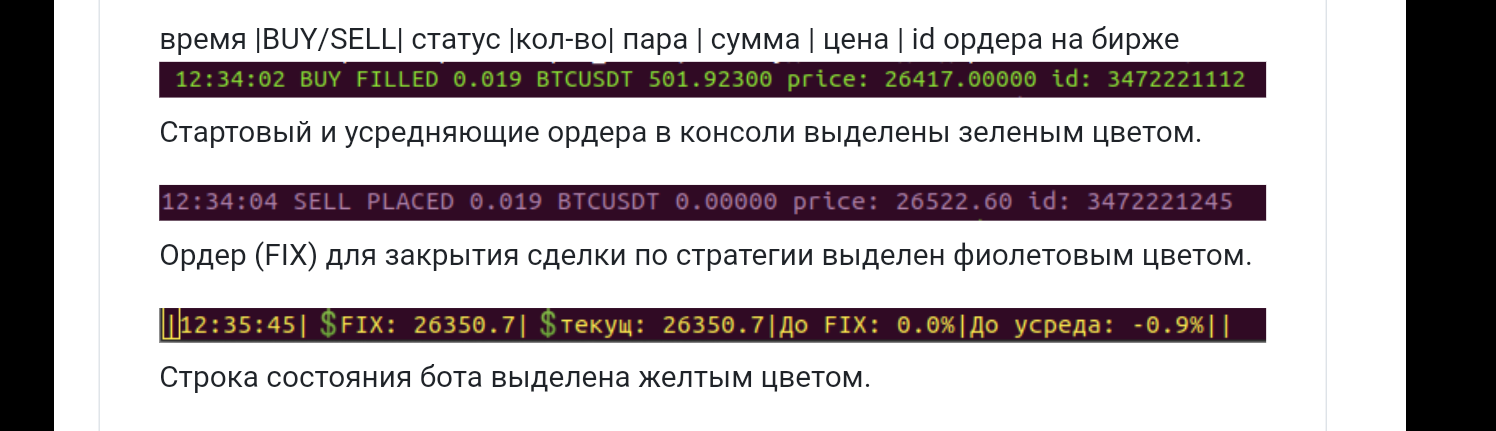 время |BUY/SELL| статус |кол-во| пара | сумма | цена | id ордера на бирже
12:34:02 BUY FILLED 0.019 BTCUSDT 501.92300 price: 26417.00000 id: 3472221112
Стартовый и усредняющие ордера в консоли выделены зеленым цветом.
12:34:04 SELL PLACED 0.019 BTCUSDT 0.00000 price: 26522.60 id: 3472221245
Ордер (FIX) для закрытия сделки по стратегии выделен фиолетовым цветом.
||12:35:45| $FIX: 26350.7| $текущ: 26350.7|До FIX: 0.0%|До усреда: -0.9%||
Строка состояния бота выделена желтым цветом.